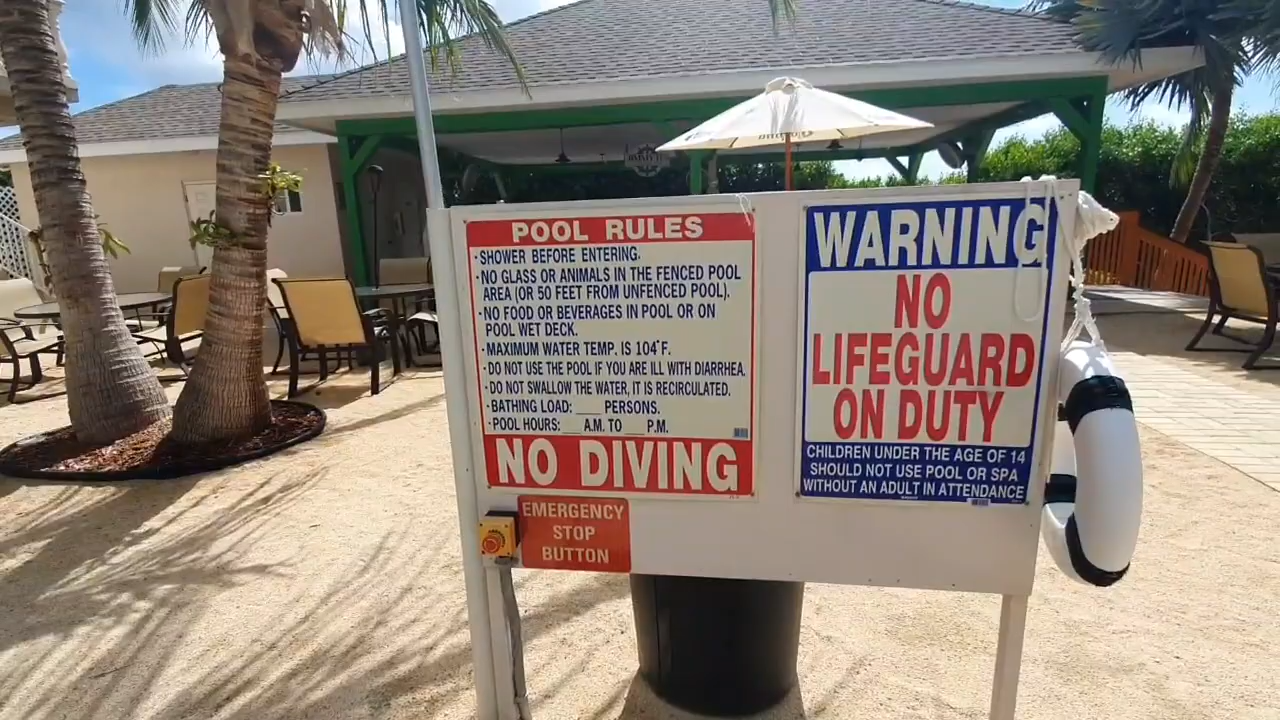 POOL RULES
·SHOWER BEFORE ENTERING.
·NO GLASS OR ANIMALS IN THE FENCED POOL
AREA (OR 50 FEET FROM UNFENCED POOL).
·NO FOOD OR BEVERAGES IN POOL OR ON
POOL WET DECK.
·MAXIMUM WATER TEMP. IS 104°F.
·DO NOT USE THE POOL IF YOU ARE ILL WITH DIARRHEA.
·DO NOT SWALLOW THE WATER, IT IS RECIRCULATED.
·BATHING LOAD: ___ PERSONS.
·POOL HOURS: ___ A.M. TO ___ P.M.
NO DIVING
EMERGENCY
STOP
BUTTON
WARNING
NO
LIFEGUARD
ON DUTY
CHILDREN UNDER THE AGE OF 14
SHOULD NOT USE POOL OR SPA
WITHOUT AN ADULT IN ATTENDANCE